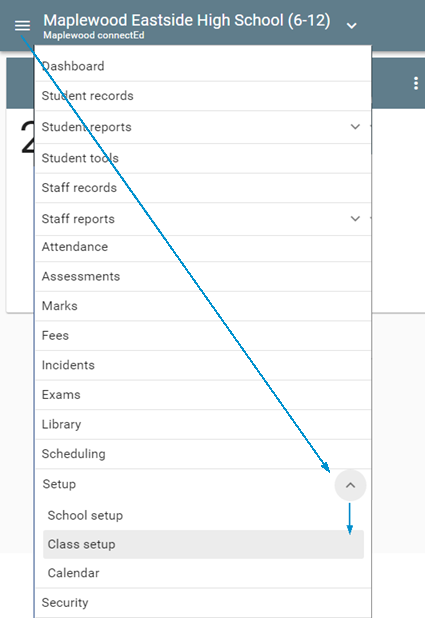 Maplewood Eastside High School (6-12)
Maplewood connectEd
Dashboard
2
Student records
Student reports
Student tools
Staff records
Staff reports
Attendance
Assessments
Marks
Fees
Incidents
Exams
Library
Scheduling
Setup
School setup
Class setup
Calendar
Security